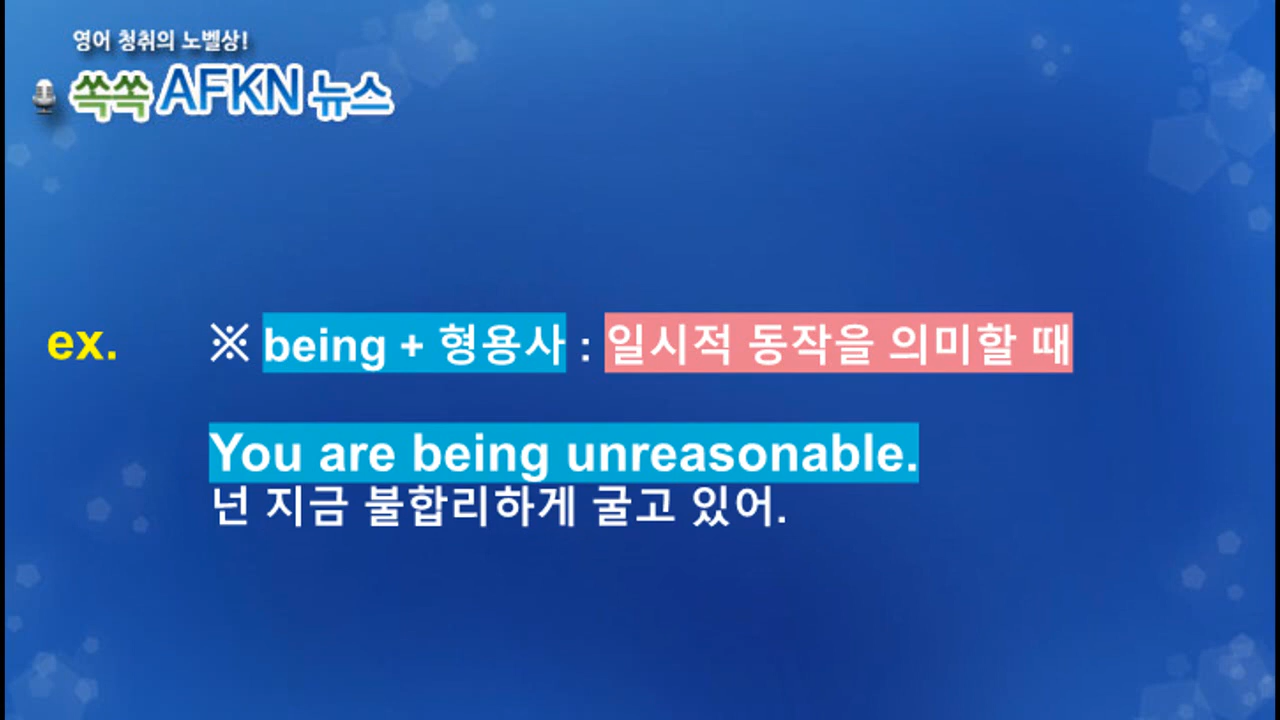 영어 청취의 노벨상!
쏙쏙 AFKN 뉴스
ex. ※ being + 형용사 : 일시적 동작을 의미할 때
You are being unreasonable.
넌 지금 불합리하게 굴고 있어.